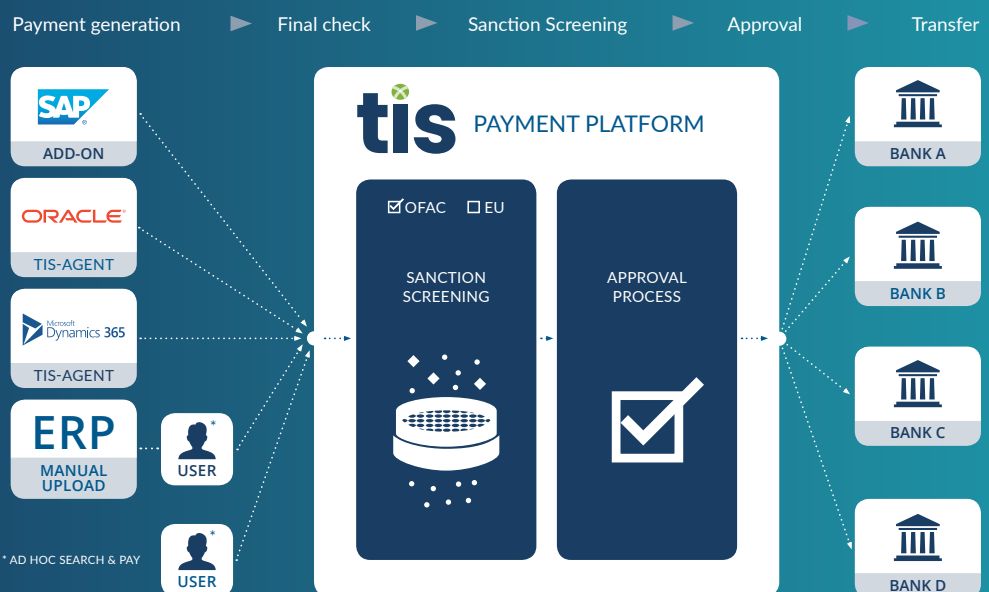 Payment generation
Final check
Sanction Screening
Approval
Transfer
SAP
®
ADD-ON
ORACLE®
TIS-AGENT
Microsoft
Dynamics 365
TIS-AGENT
ERP
MANUAL
UPLOAD
*
USER
*
USER
* AD HOC SEARCH & PAY
tis
PAYMENT PLATFORM
OFAC
EU
SANCTION
SCREENING
APPROVAL
PROCESS
BANK A
BANK B
BANK C
BANK D